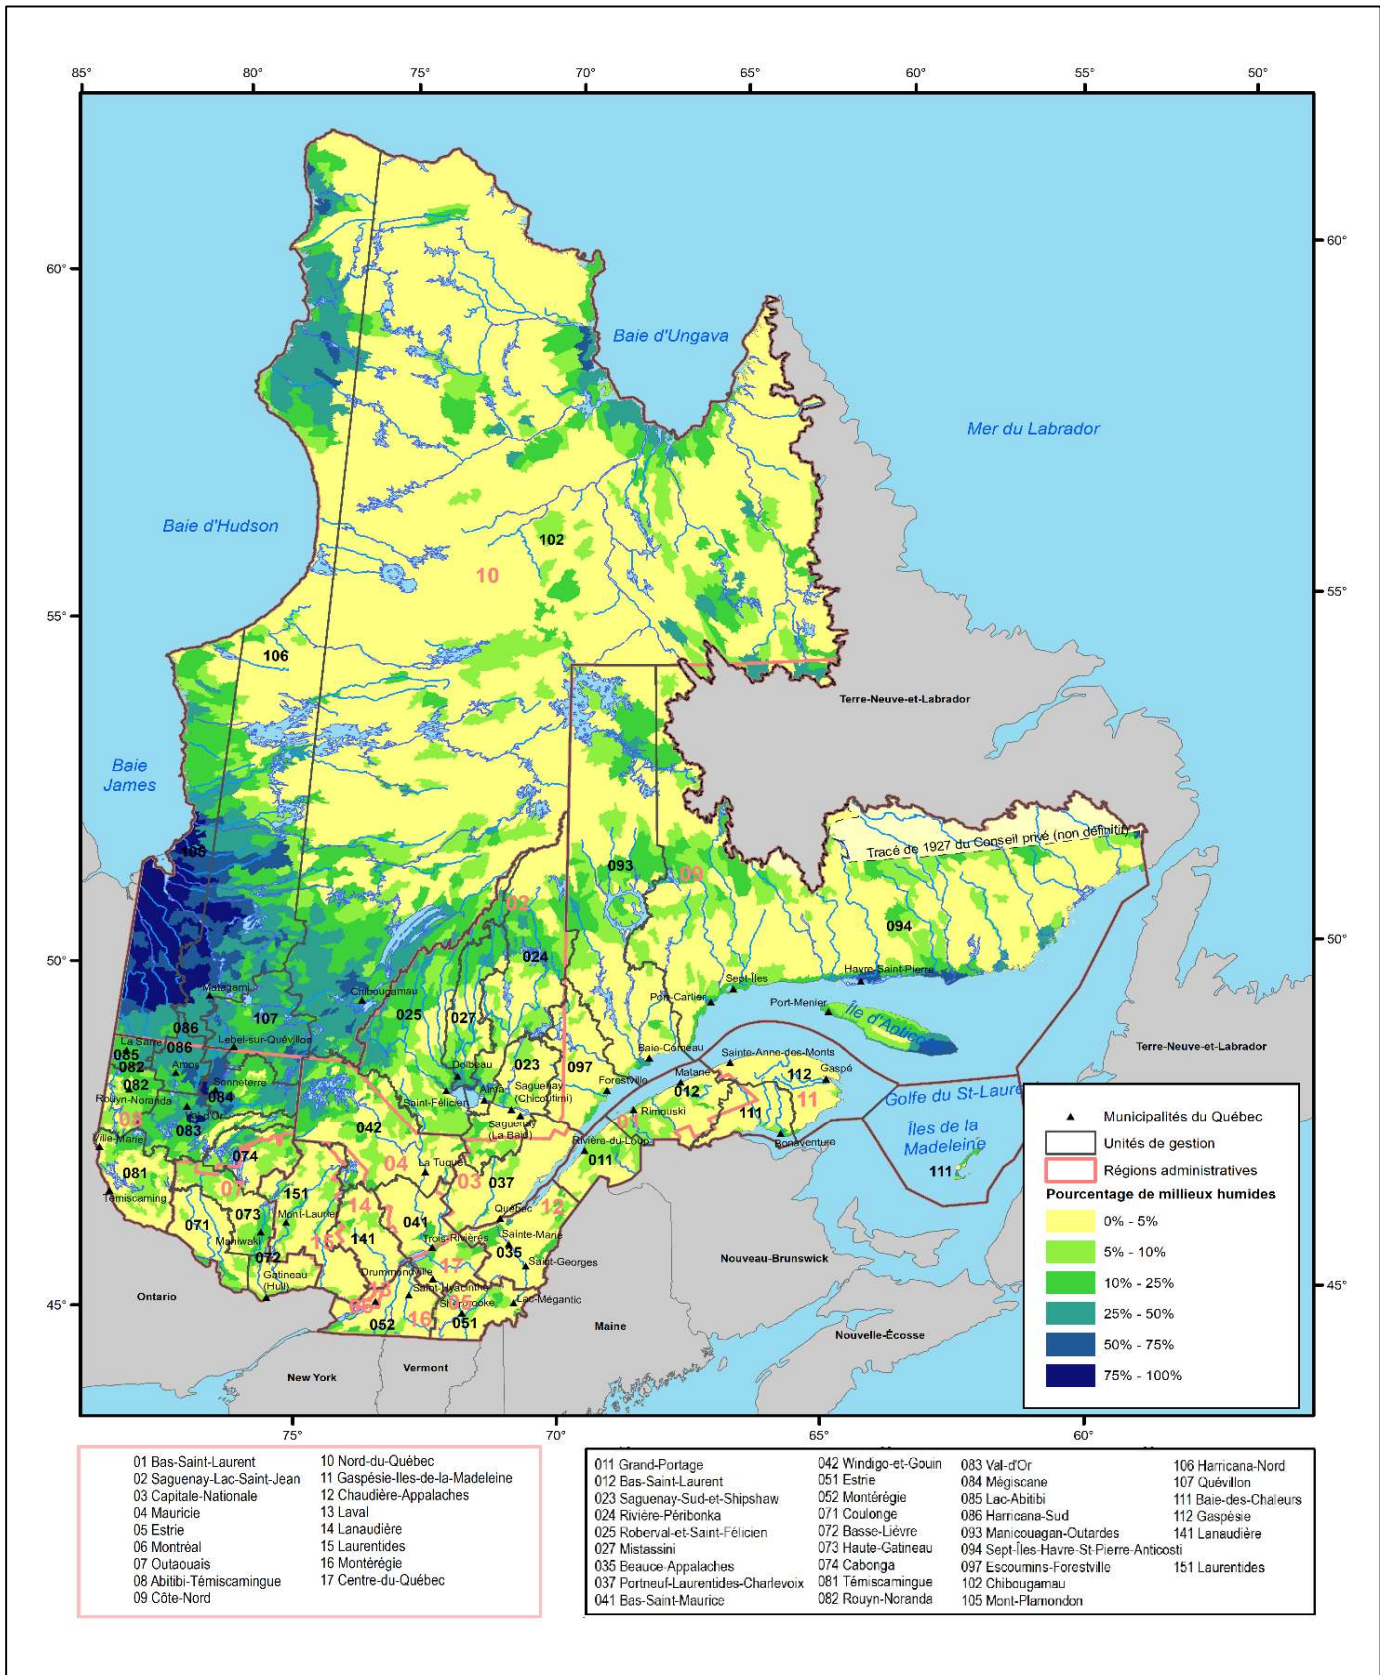 85° 80° 75° 70° 65° 60° 55° 50°
60° 60°
Baie d'Ungava
Mer du Labrador
Baie d'Hudson
102
10
55° 55°
106
Terre-Neuve-et-Labrador
Baie
James
105
Tracé de 1927 du Conseil privé (non définitif)
093
09
02
094
024
50° 50°
Sept-Îles
Havre-Saint-Pierre
Matagami
Chibougamau
Port-Cartier
Port-Menier
Île d'Antico
025
027
107
086
La Sarre
086
Lebel-sur-Quévillon
085
082
Amos
Senneterre
082
Rouyn-Noranda
084
Val-d'Or
08
083
Ville-Marie
Dolbeau
023
097
Baie-Comeau
Sainte-Anne-des-Monts
Terre-Neuve-et-Labrador
Matane
112
Gaspé
012
Alma
Saguenay
(Chicoutimi)
Forestville
Saint-Félicien
Saguenay
(La Baie)
01
Rimouski
111
11
Golfe du St-Laure
Rivière-du-Loup
Bonaventure
Îles de la
Madeleine
111
042
074
011
04
La Tuque
03
037
081
Témiscaming
07
151
14
12
071
073
Mont-Laurier
041
Québec
Maniwaki
15
141
Trois-Rivières
Sainte-Marie
035
072
17
Saint-Georges
Gatineau
(Hull)
Drummondville
Saint-Hyacinthe
13
06
Sherbrooke
05
Lac-Mégantic
052
16
051
45° 45°
Ontario
Nouveau-Brunswick
Maine
Nouvelle-Écosse
New York
Vermont
Municipalités du Québec
Unités de gestion
Régions administratives
Pourcentage de millieux humides
0% - 5%
5% - 10%
10% - 25%
25% - 50%
50% - 75%
75% - 100%
75° 70° 65° 60°
01 Bas-Saint-Laurent
02 Saguenay-Lac-Saint-Jean
03 Capitale-Nationale
04 Mauricie
05 Estrie
06 Montréal
07 Outaouais
08 Abitibi-Témiscamingue
09 Côte-Nord
10 Nord-du-Québec
11 Gaspésie-Iles-de-la-Madeleine
12 Chaudière-Appalaches
13 Laval
14 Lanaudière
15 Laurentides
16 Montérégie
17 Centre-du-Québec
011 Grand-Portage
012 Bas-Saint-Laurent
023 Saguenay-Sud-et-Shipshaw
024 Rivière-Péribonka
025 Roberval-et-Saint-Félicien
027 Mistassini
035 Beauce-Appalaches
037 Portneuf-Laurentides-Charlevoix
041 Bas-Saint-Maurice
042 Windigo-et-Gouin
051 Estrie
052 Montérégie
071 Coulonge
072 Basse-Lièvre
073 Haute-Gatineau
074 Cabonga
081 Témiscamingue
082 Rouyn-Noranda
083 Val-d'Or
084 Mégiscane
085 Lac-Abitibi
086 Harricana-Sud
093 Manicouagan-Outardes
094 Sept-Îles-Havre-St-Pierre-Anticosti
097 Escoumins-Forestville
102 Chibougamau
105 Mont-Plamondon
106 Harricana-Nord
107 Quévillon
111 Baie-des-Chaleurs
112 Gaspésie
141 Lanaudière
151 Laurentides